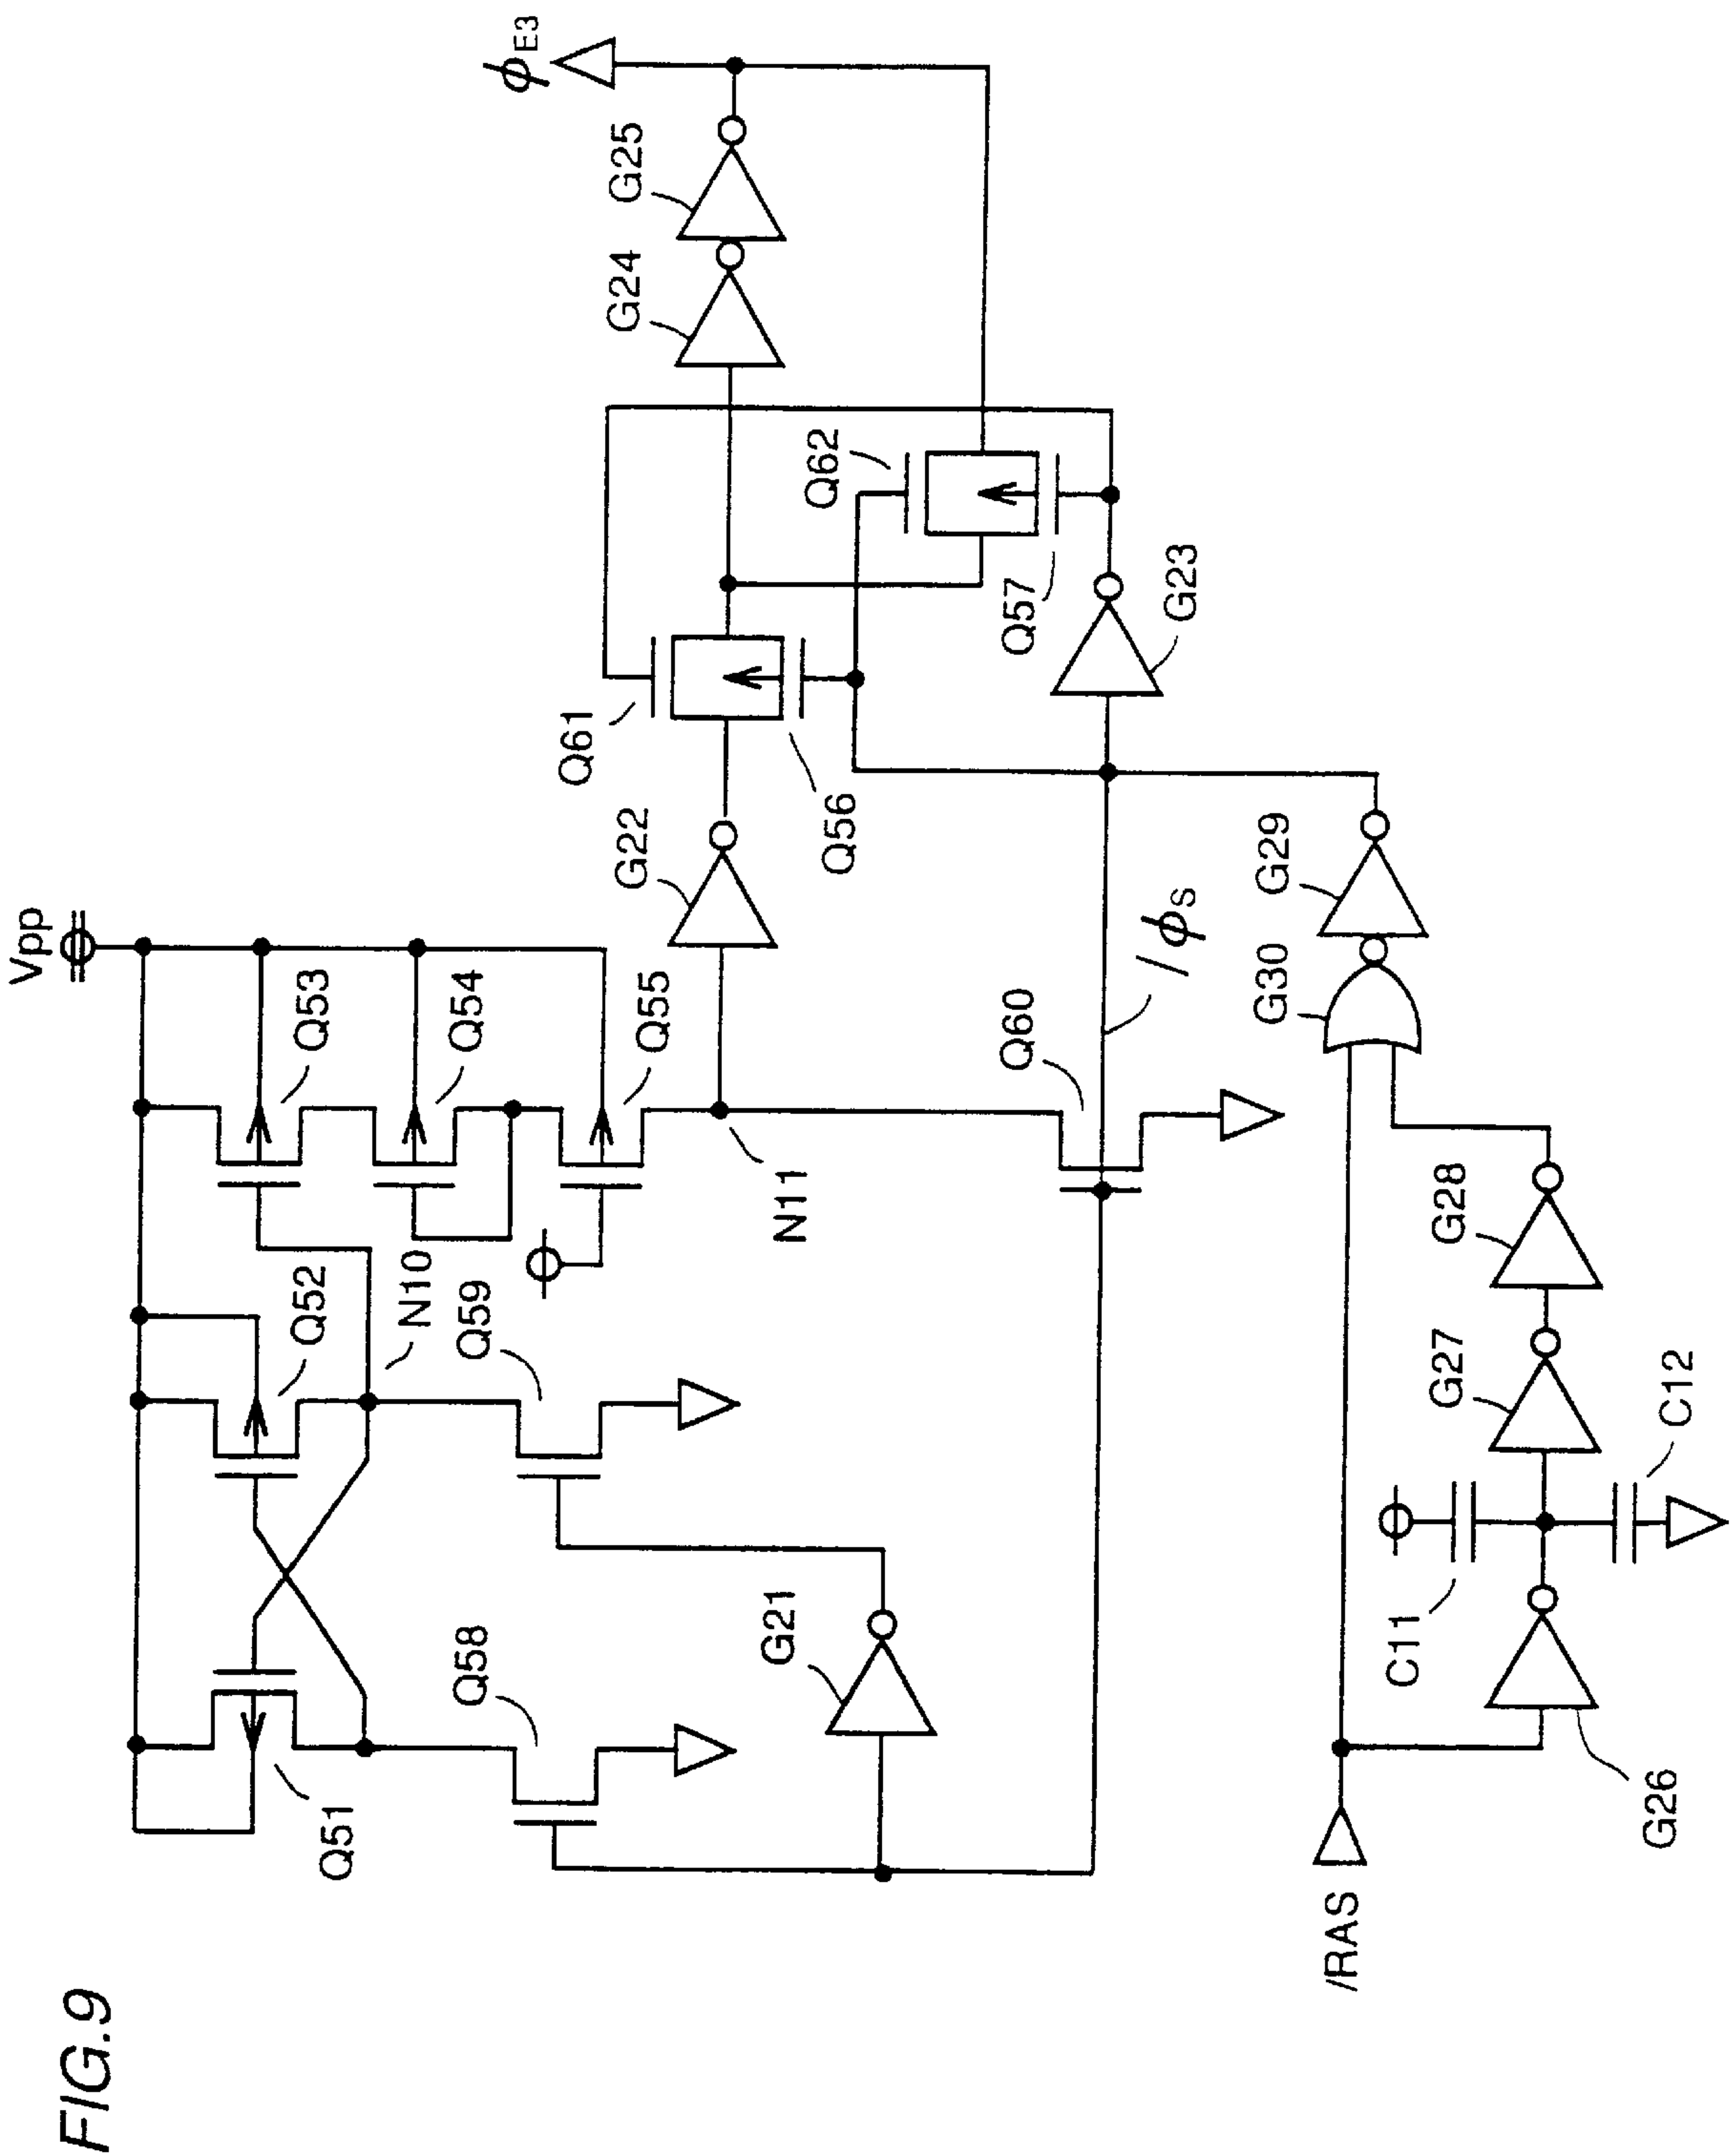 FIG.9
Vpp
Q51
Q52
Q53
Q54
Q55
N10
Q58
Q59
N11
G21
Q60
G22
Q61
Q56
G24
G25
φE3
Q62
Q57
G23
/φS
/RAS
G26
C11
C12
G27
G28
G30
G29